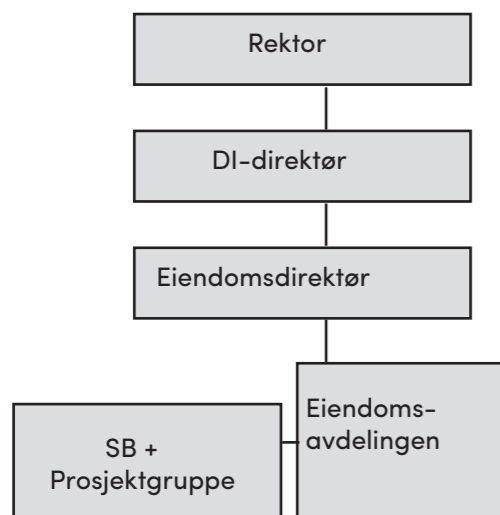 Rektor
DI-direktør
Eiendomsdirektør
Eiendoms-
avdelingen
SB +
Prosjektgruppe